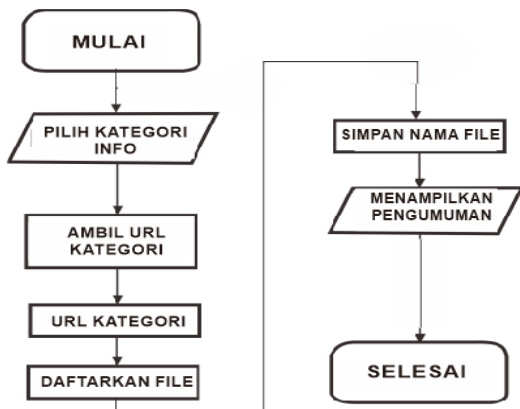 MULAI
PILIH KATEGORI
INFO
AMBIL URL
KATEGORI
URL KATEGORI
DAFTARKAN FILE
SIMPAN NAMA FILE
MENAMPILKAN
PENGUMUMAN
SELESAI